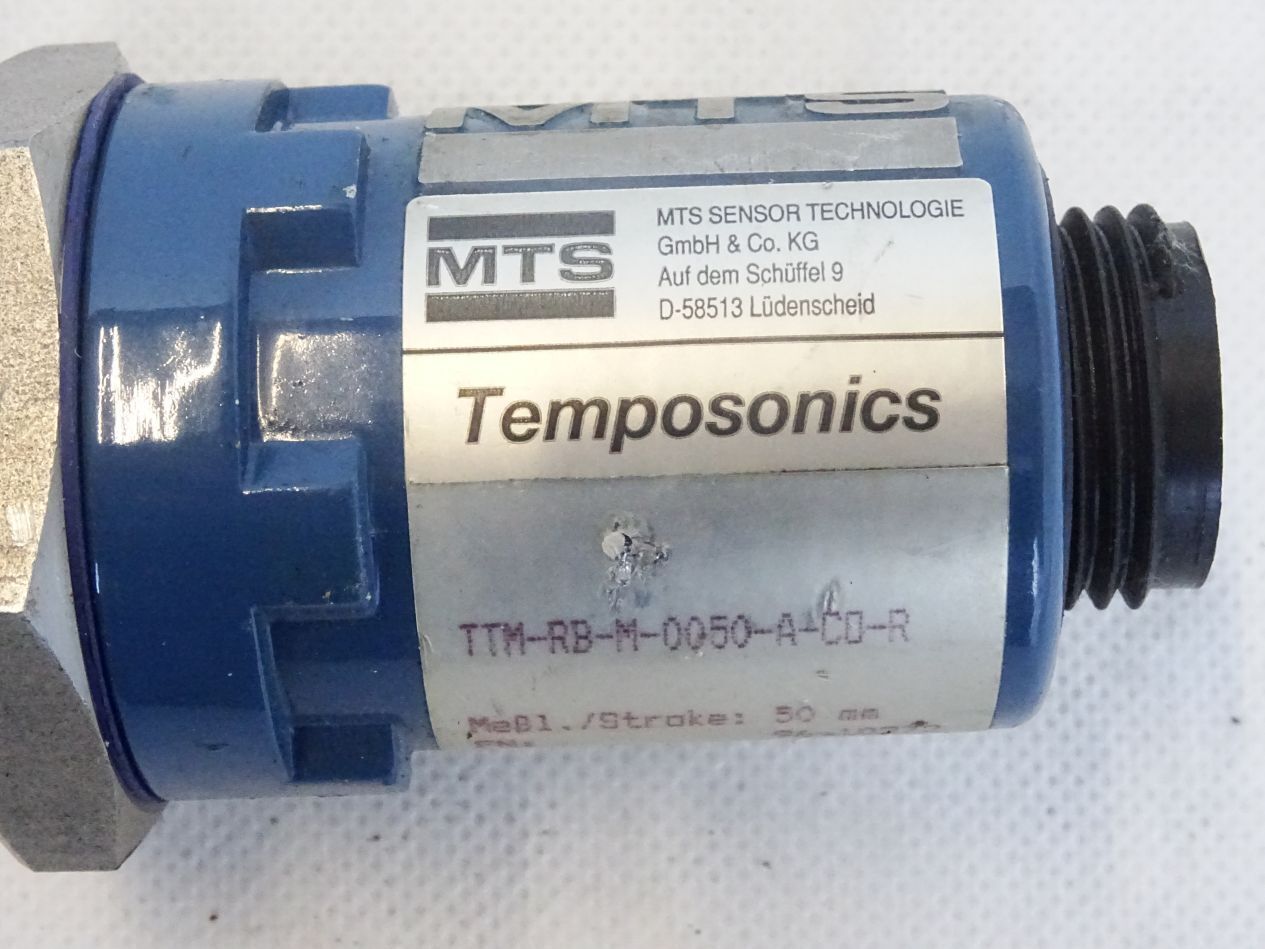 MTS
MTS
MTS SENSOR TECHNOLOGIE
GmbH & Co. KG
Auf dem Schüffel 9
D-58513 Lüdenscheid
Temposonics
TTM-RB-M-0050-A-C0-R
Meßl./Stroke: 50 mm